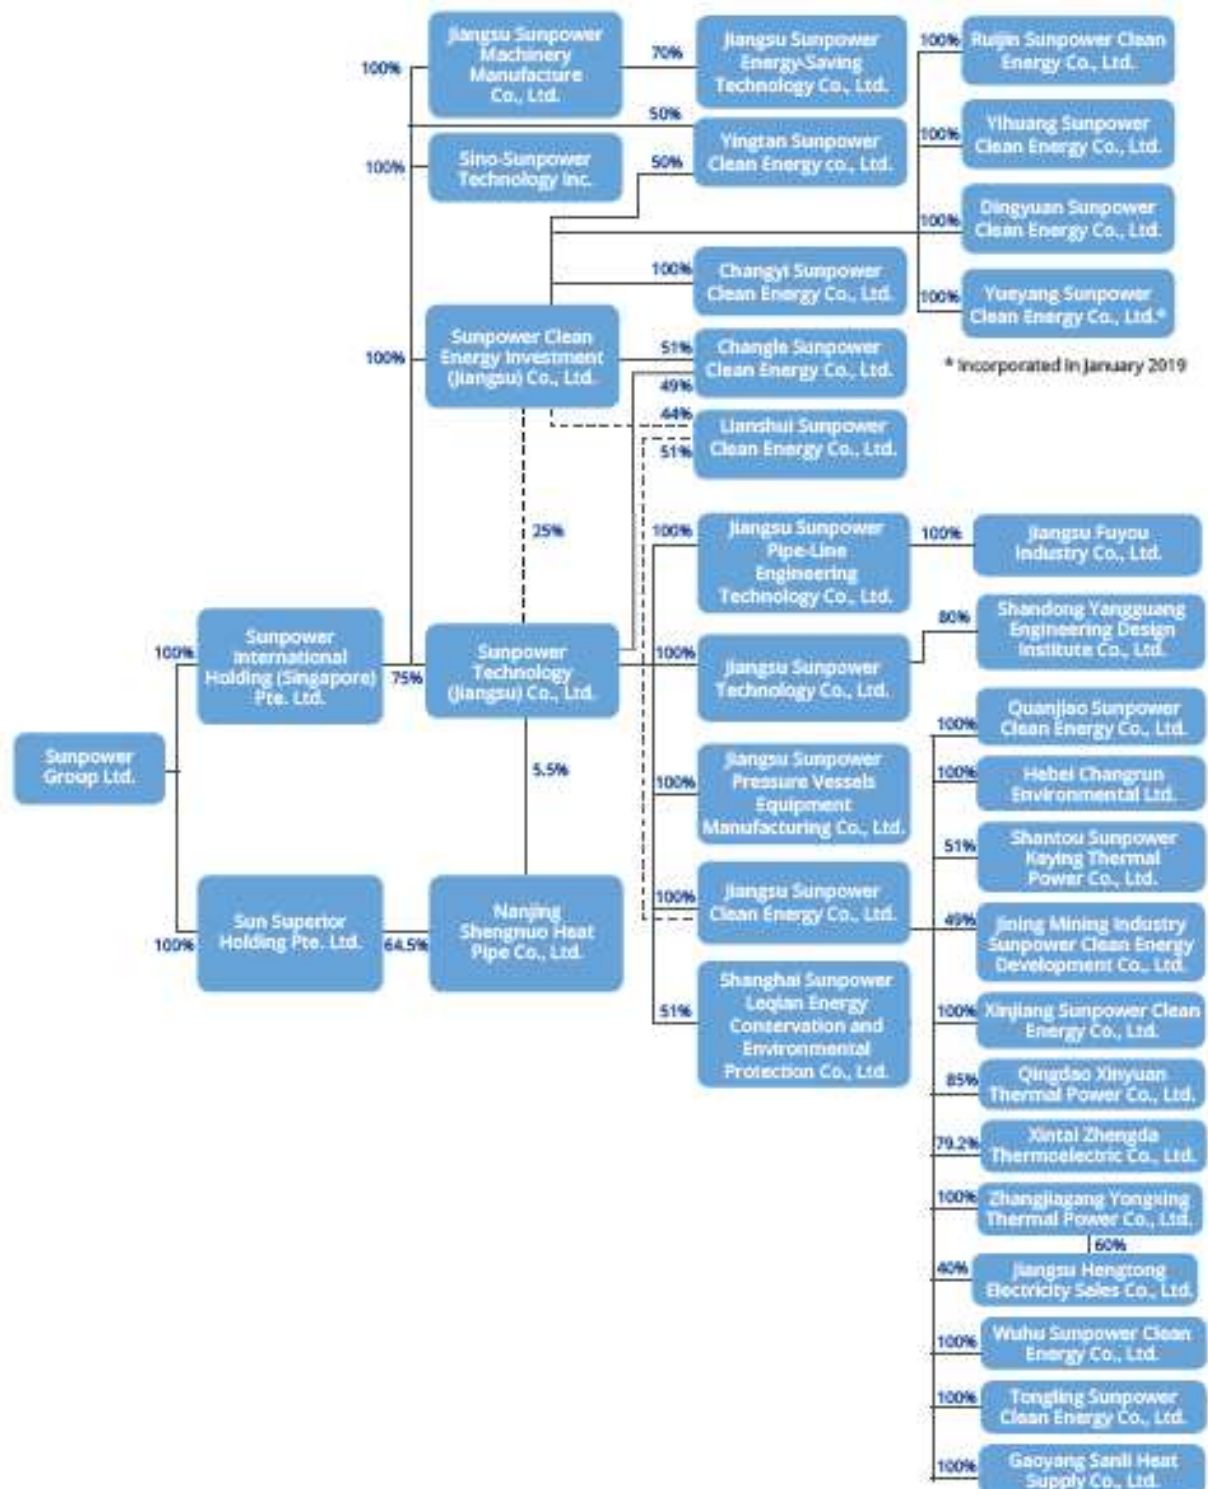 Sunpower
Group Ltd.
100%
Sunpower
International
Holding (Singapore)
Pte. Ltd.
100%
Sun Superior
Holding Pte. Ltd.
100%
Jiangsu Sunpower
Machinery
Manufacture
Co., Ltd.
70%
Jiangsu Sunpower
Energy-Saving
Technology Co., Ltd.
100%
Sino-Sunpower
Technology Inc.
50%
50%
Yingtan Sunpower
Clean Energy co., Ltd.
100%
Sunpower Clean
Energy Investment
(Jiangsu) Co., Ltd.
100%
Changyi Sunpower
Clean Energy Co., Ltd.
51%
49%
Changle Sunpower
Clean Energy Co., Ltd.
44%
51%
Lianshui Sunpower
Clean Energy Co., Ltd.
100%
Ruijin Sunpower Clean
Energy Co., Ltd.
100%
Yihuang Sunpower
Clean Energy Co., Ltd.
100%
Dingyuan Sunpower
Clean Energy Co., Ltd.
100%
Yueyang Sunpower
Clean Energy Co., Ltd.*
* Incorporated in January 2019
25%
75%
Sunpower
Technology
(Jiangsu) Co., Ltd.
5.5%
64.5%
Nanjing
Shengnuo Heat
Pipe Co., Ltd.
100%
Jiangsu Sunpower
Pipe-Line
Engineering
Technology Co., Ltd.
100%
Jiangsu Fuyou
Industry Co., Ltd.
100%
Jiangsu Sunpower
Technology Co., Ltd.
80%
Shandong Yangguang
Engineering Design
Institute Co., Ltd.
100%
Jiangsu Sunpower
Pressure Vessels
Equipment
Manufacturing Co., Ltd.
100%
Jiangsu Sunpower
Clean Energy Co., Ltd.
51%
Shanghai Sunpower
Leqian Energy
Conservation and
Environmental
Protection Co., Ltd.
100%
Quanjiao Sunpower
Clean Energy Co., Ltd.
100%
Hebei Changrun
Environmental Ltd.
51%
Shantou Sunpower
Kaying Thermal
Power Co., Ltd.
49%
Jining Mining Industry
Sunpower Clean Energy
Development Co., Ltd.
100%
Xinjiang Sunpower Clean
Energy Co., Ltd.
85%
Qingdao Xinyuan
Thermal Power Co., Ltd.
79.2%
Xintai Zhengda
Thermoelectric Co., Ltd.
100%
Zhangjiagang Yongxing
Thermal Power Co., Ltd.
60%
40%
Jiangsu Hengtong
Electricity Sales Co., Ltd.
100%
Wuhu Sunpower Clean
Energy Co., Ltd.
100%
Tongling Sunpower
Clean Energy Co., Ltd.
100%
Gaoyang Sanli Heat
Supply Co., Ltd.